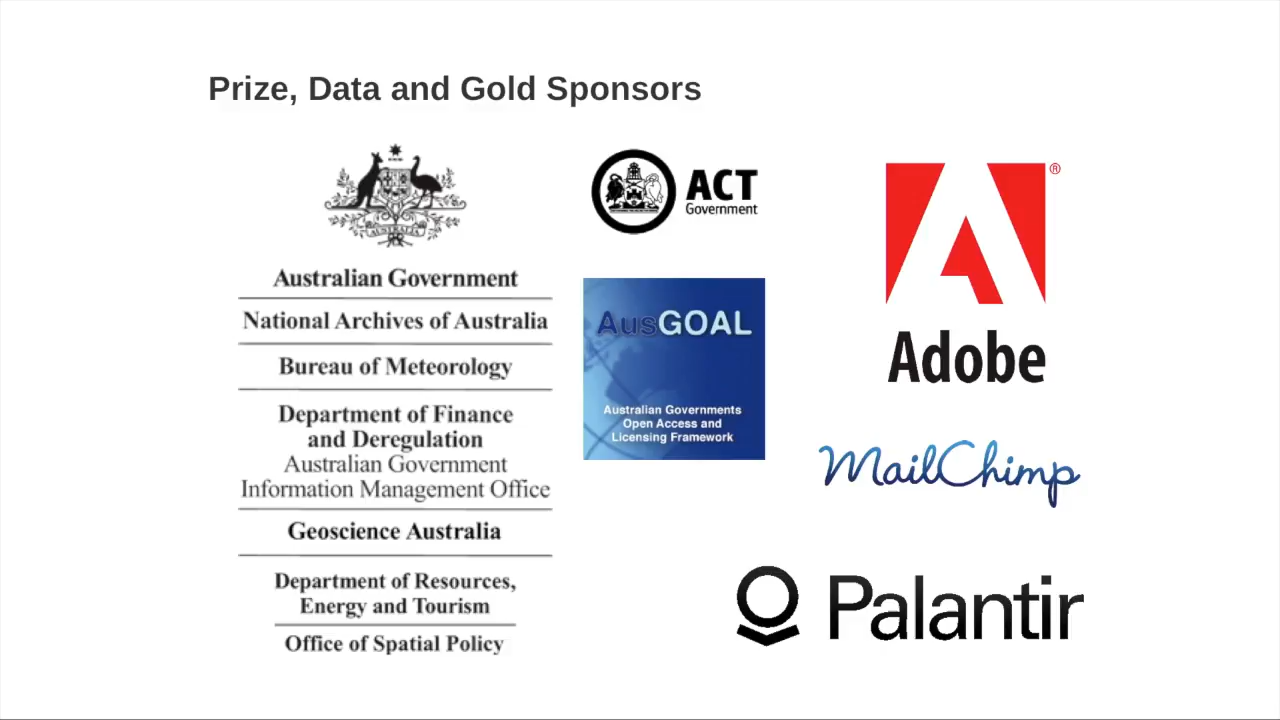 Prize, Data and Gold Sponsors
AUSTRALIA
Australian Government
National Archives of Australia
Bureau of Meteorology
Department of Finance
and Deregulation
Australian Government
Information Management Office
Geoscience Australia
Department of Resources,
Energy and Tourism
Office of Spatial Policy
ACT
Government
AusGOAL
Australian Governments
Open Access and
Licensing Framework
®
Adobe
MailChimp
Palantir